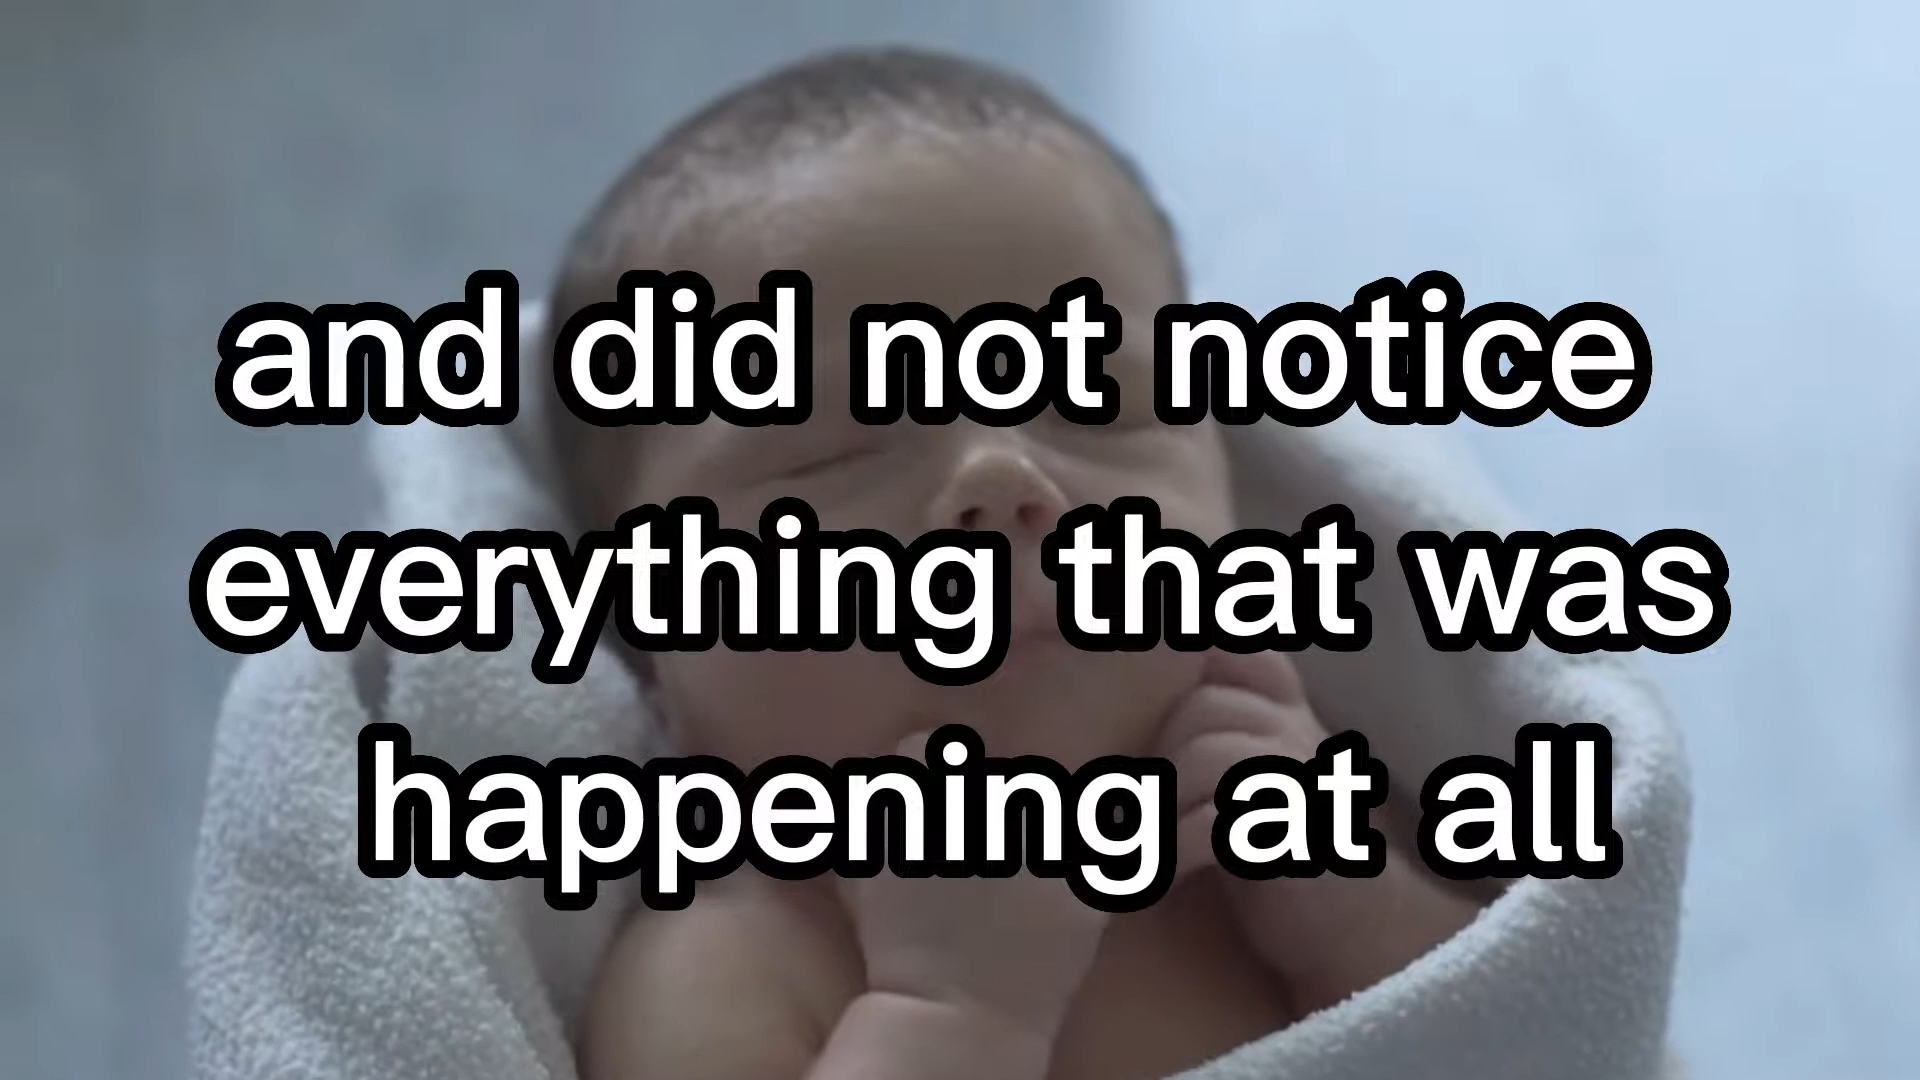 and did not notice
everything that was
happening at all